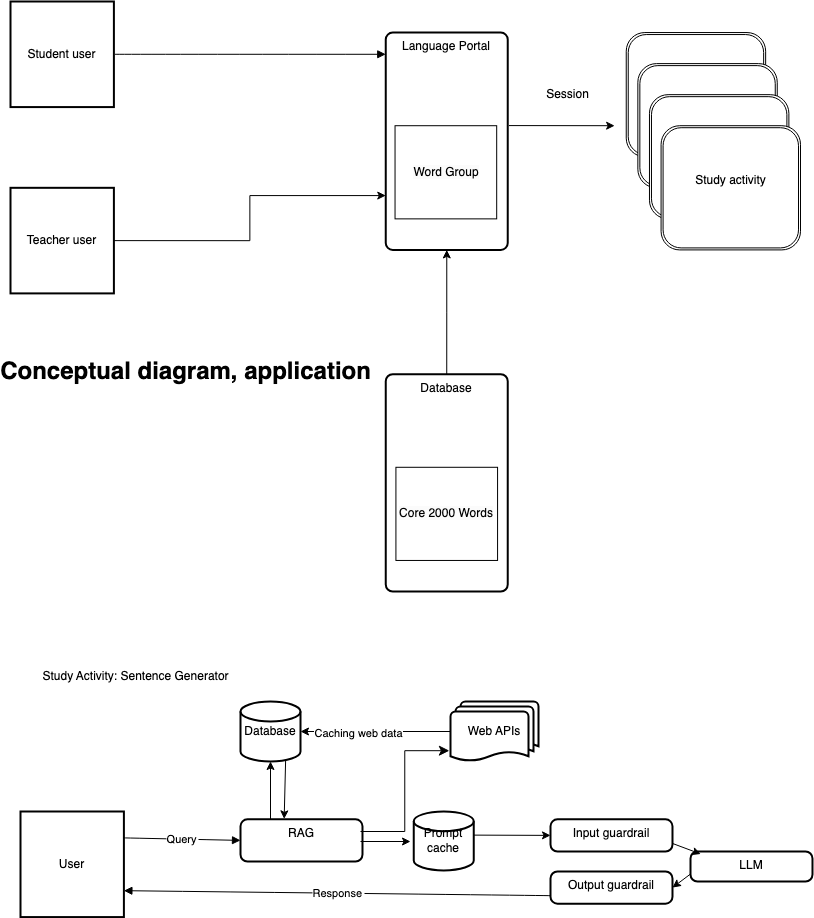 Student user
Language Portal
Session
Word Group
Study activity
Teacher user
Conceptual diagram, application
Database
Core 2000 Words
Study Activity: Sentence Generator
Database
Caching web data
Web APIs
Query
RAG
Prompt
cache
Input guardrail
User
LLM
Output guardrail
Response